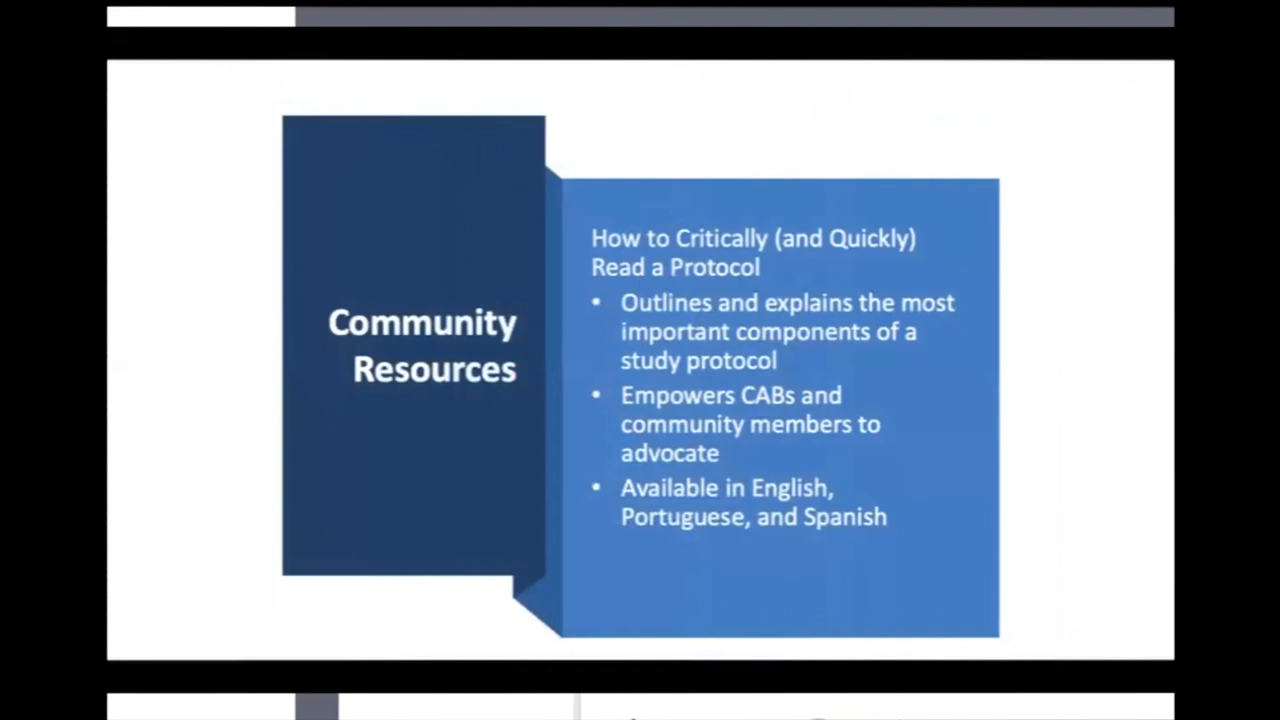 Community
Resources
How to Critically (and Quickly)
Read a Protocol
• Outlines and explains the most
important components of a
study protocol
• Empowers CABs and
community members to
advocate
• Available in English,
Portuguese, and Spanish